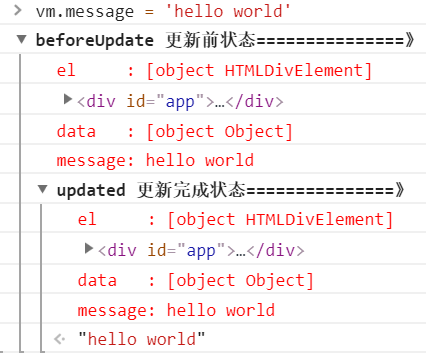 vm.message = 'hello world'
beforeUpdate 更新前状态===============》
el     : [object HTMLDivElement]
<div id="app">…</div>
data   : [object Object]
message: hello world
updated 更新完成状态===============》
el     : [object HTMLDivElement]
<div id="app">…</div>
data   : [object Object]
message: hello world
"hello world"